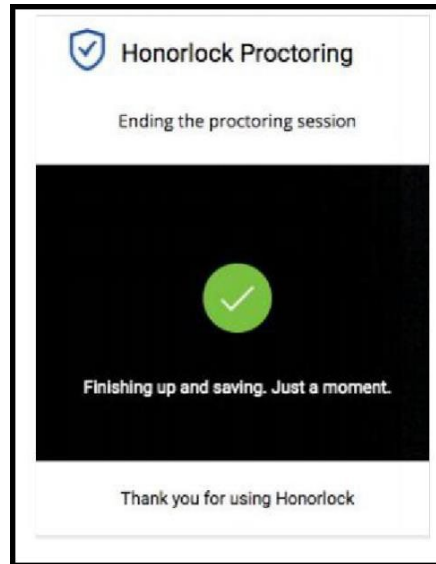 Honorlock Proctoring
Ending the proctoring session
Finishing up and saving. Just a moment.
Thank you for using Honorlock